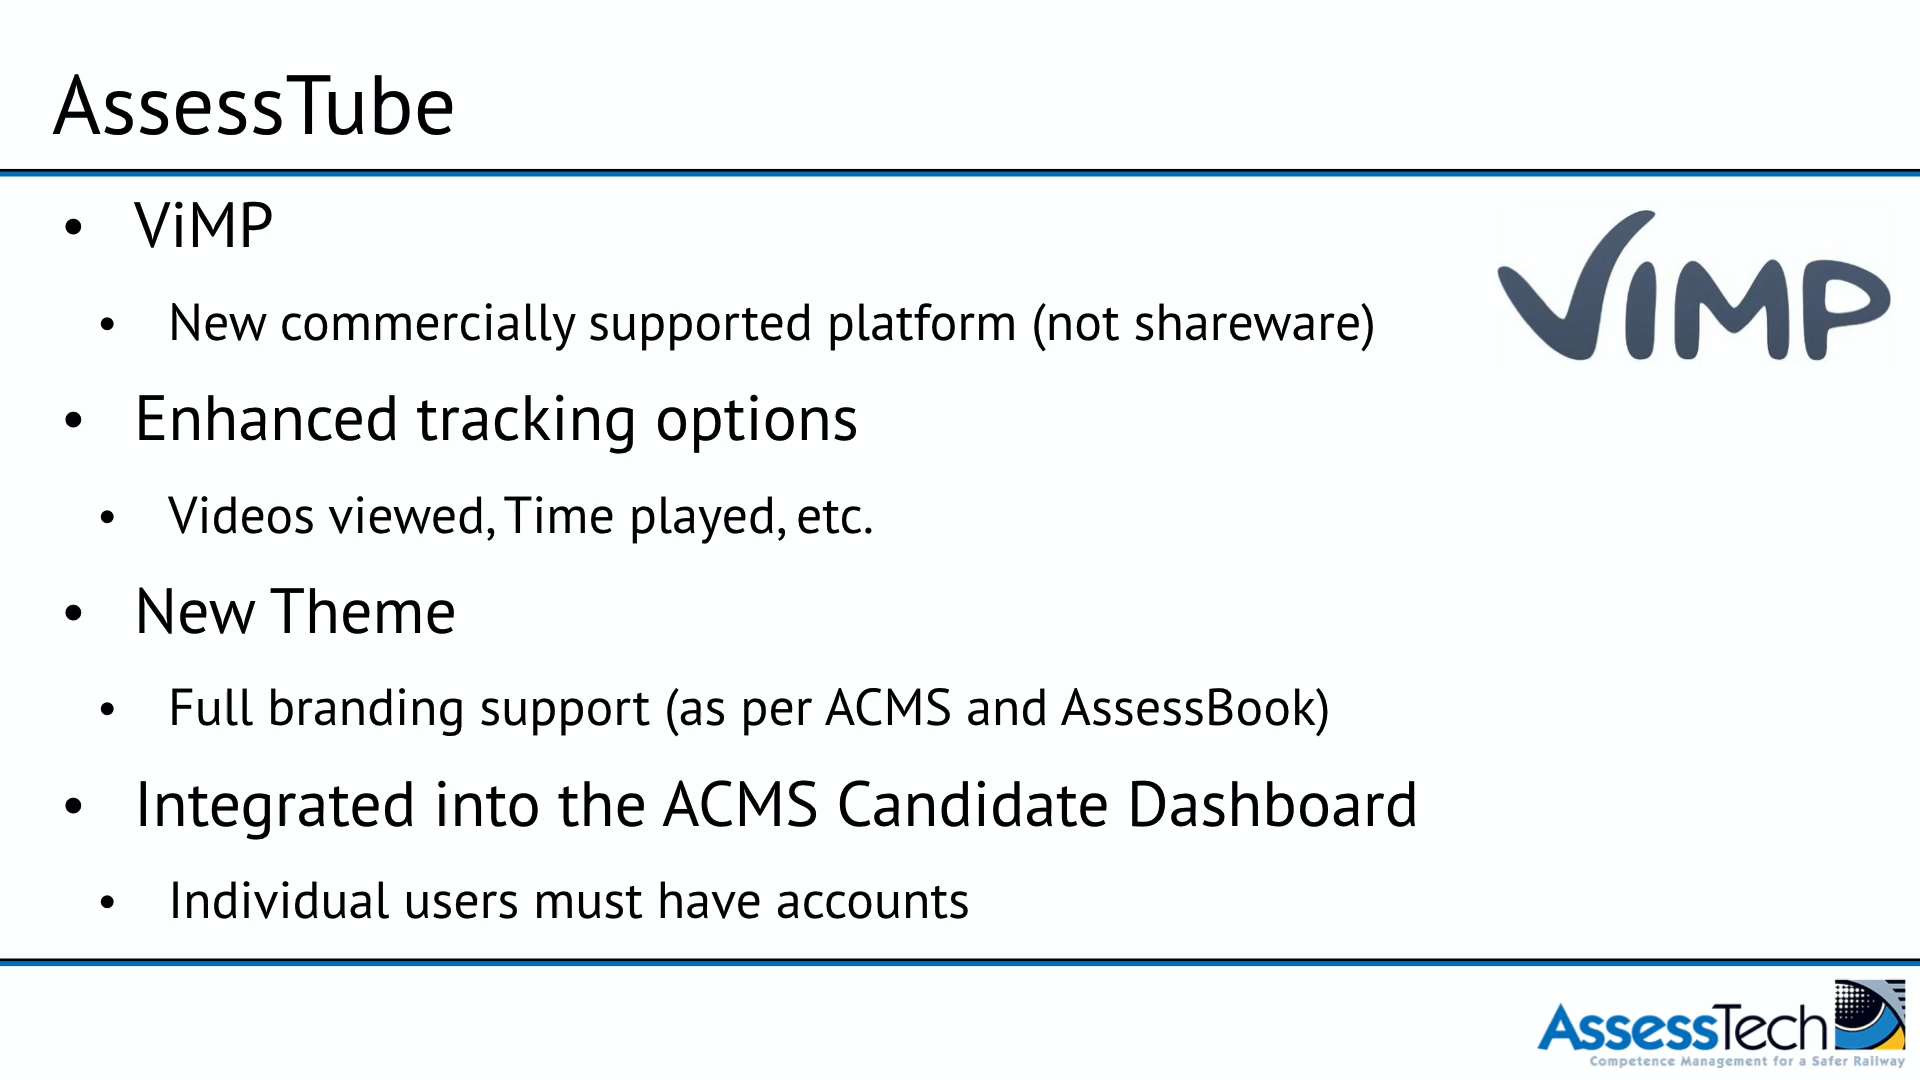 AssessTube
• ViMP
• New commercially supported platform (not shareware)
ViMP
• Enhanced tracking options
• Videos viewed, Time played, etc.
• New Theme
• Full branding support (as per ACMS and AssessBook)
• Integrated into the ACMS Candidate Dashboard
• Individual users must have accounts
AssessTech
Competence Management for a Safer Railway